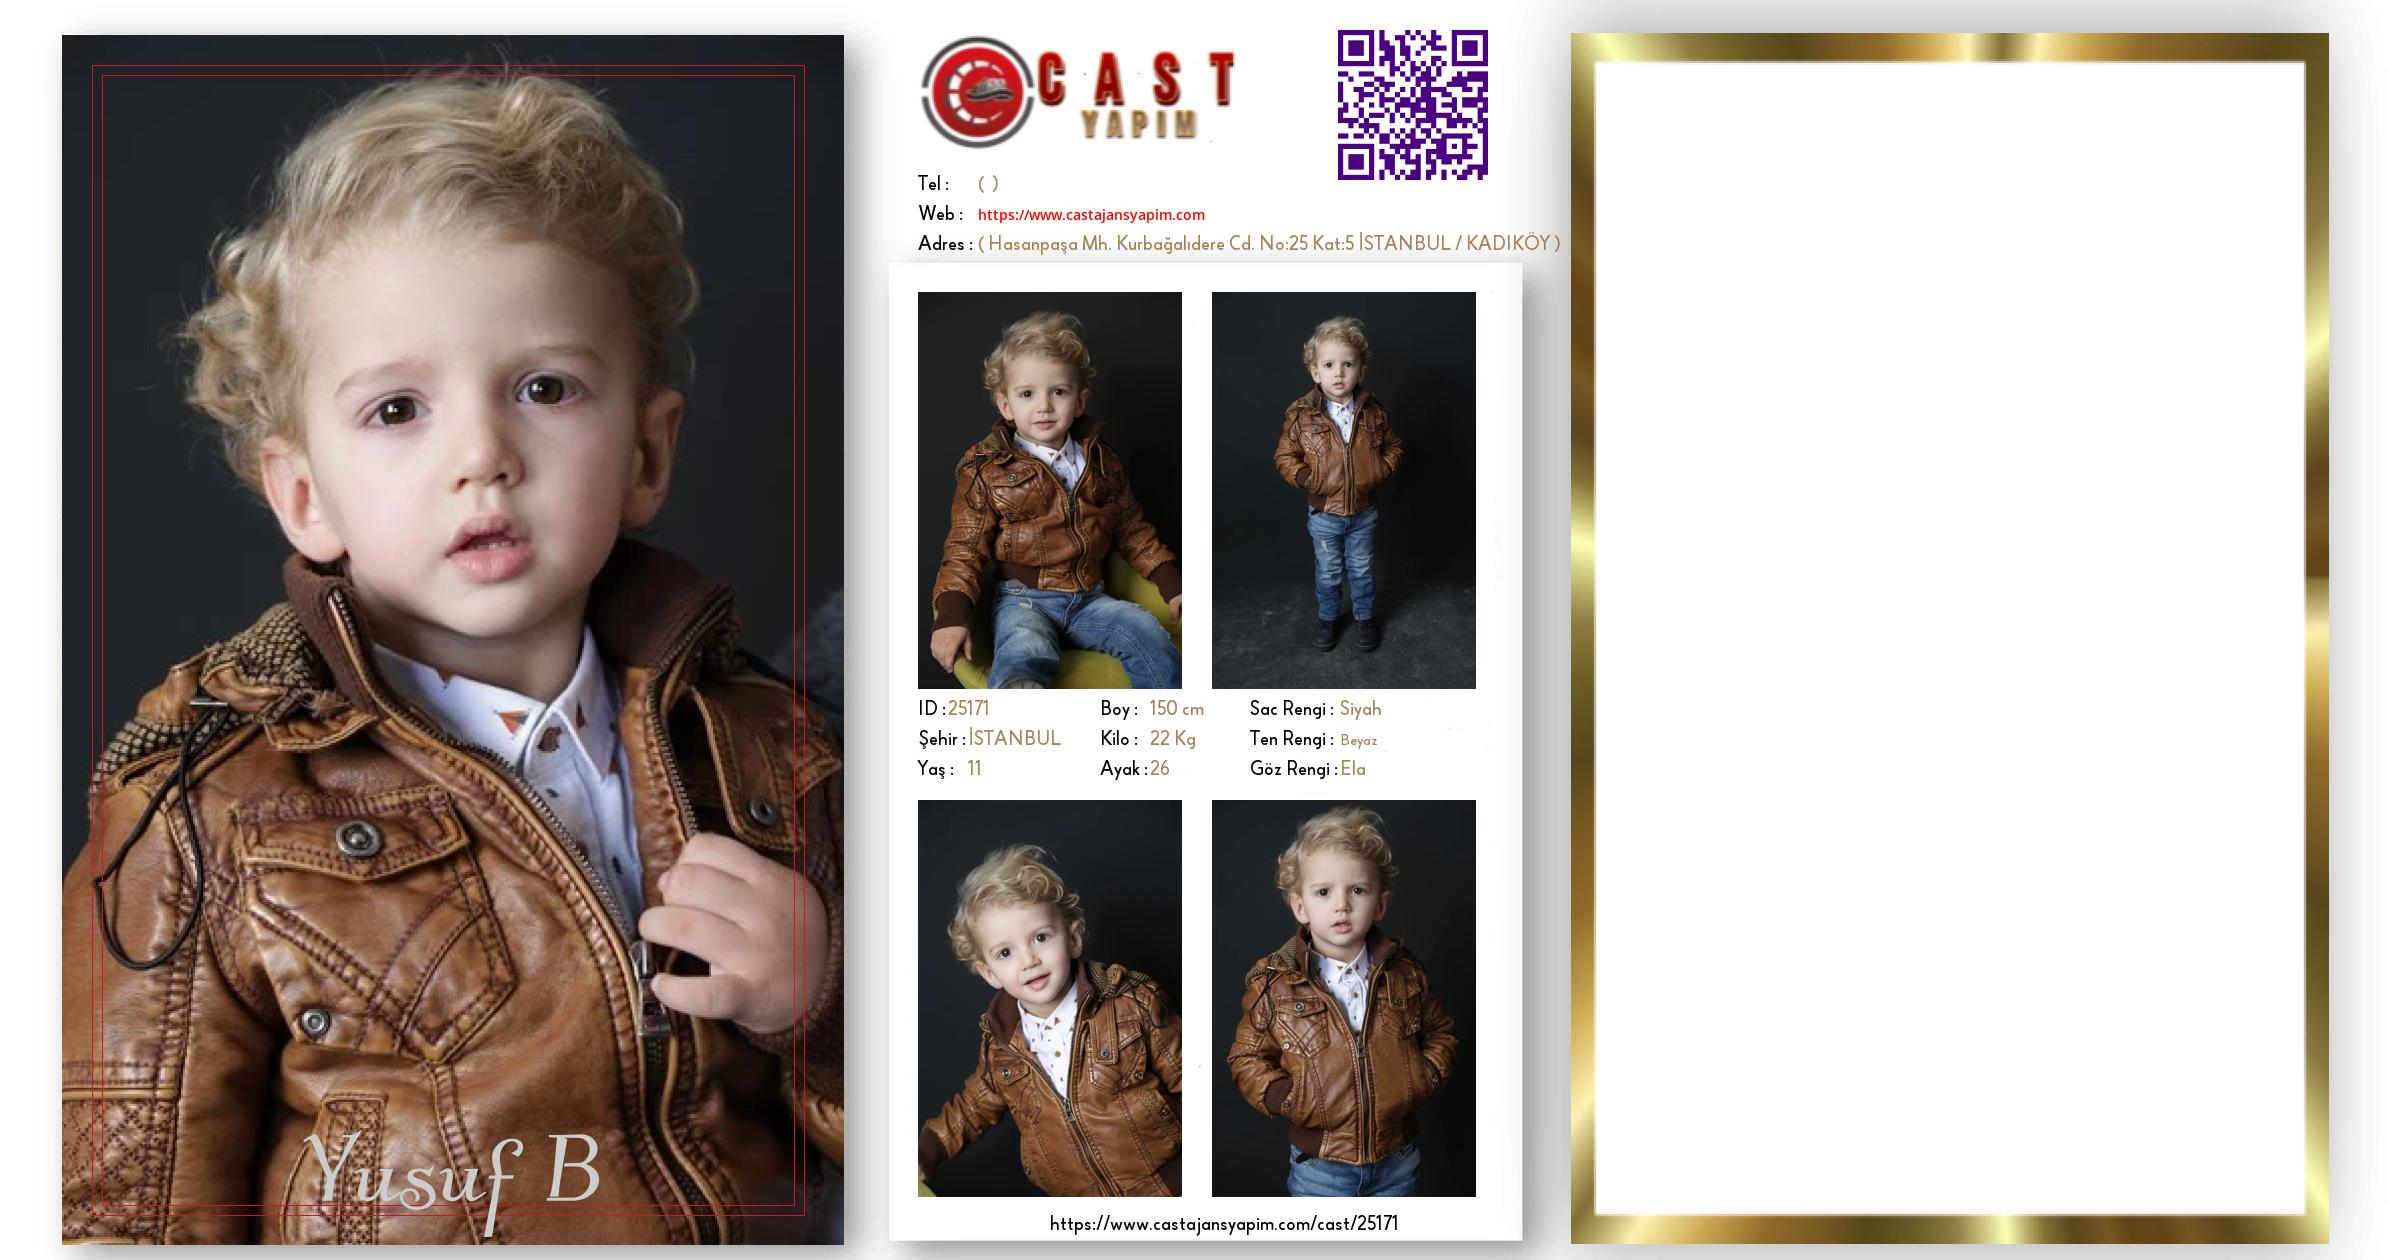 Yusuf B
CAST
YAPIM
Tel : ( )
Web : https://www.castajansyapim.com
Adres : ( Hasanpaşa Mh. Kurbağalıdere Cd. No:25 Kat:5 İSTANBUL / KADIKÖY )
ID : 25171 Boy : 150 cm Sac Rengi : Siyah
Şehir : İSTANBUL Kilo : 22 Kg Ten Rengi : Beyaz
Yaş : 11 Ayak : 26 Göz Rengi : Ela
https://www.castajansyapim.com/cast/25171